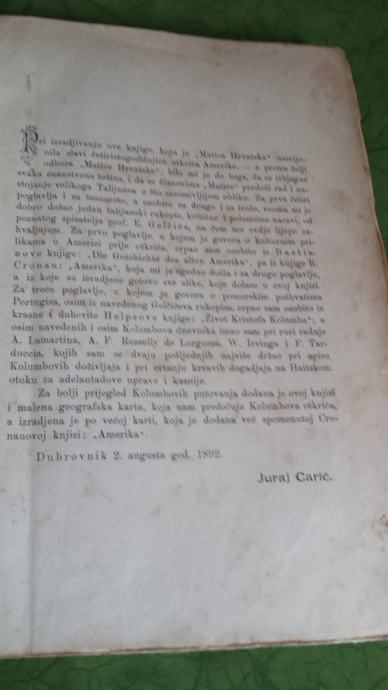 Pri izradjivanju ove knjige, koju je „Matica Hrvatska“ namije-
nila slavi četiristogodišnjice otkrića Amerike, — a prema želji
odbora „Matice Hrvatske“, bilo mi je do toga, da se izbjegne
svaka znanstvena težina, i da se članovima „Matice“ predoči rad i na-
stojanje velikoga Talijanca u što zanimivijem obliku. Za prva četiri
poglavlja i za šesnaesto, a osobito za drugo i za treće, veoma mi je
dobro došao jedan talijanski rukopis, kritične i polemične naravi, od
poznatog spisatelja prof. E. Gelčića, na čem mu ovdje lijepo za-
hvaljujem. Za prvo poglavlje, u kojem je govora o kulturnim pri-
likama u Americi prije otkrića, crpao sam osobito iz Bastia-
nove knjige: „Die Geschichte des alten Amerika“, pa iz knjige R.
Cronau: „Amerika“, koja mi je zgodno došla i za drugo poglavlje,
a iz koje su izvadjene gotovo sve slike, koje dolaze u ovoj knjizi.
Za treće poglavlje, u kojem je govora o pomorskim pothvatima
Portugiza, osim iz navedenog Gelčićeva rukopisa, crpao sam osobito iz
krasne i duhovite Helpsove knjige: „Život Kristofa Kolumba“; a
osim navedenih i osim Kolumbova dnevnika imao sam pri ruci radnje
A. Lamartina, A. F. Rosselly de Lorguesa, W. Irvinga i F. Tar-
duccia, kojih sam se dvaju pošljednjih najviše držao pri opisu
Kolumbovih doživljaja i pri crtanju krvavih dogadjaja na Haitskom
otoku za adelantadove uprave i kasnije.
Za bolji prijegled Kolumbovih putovanja dodana je ovoj knjizi
i malena geografska karta, koja nam predočuje Kolumbova otkrića,
a izradjena je po većoj karti, koja je dodana već spomenutoj Cro-
nauovoj knjizi: „Amerika“.
Dubrovnik 2. augusta god. 1892.
Juraj Carić.